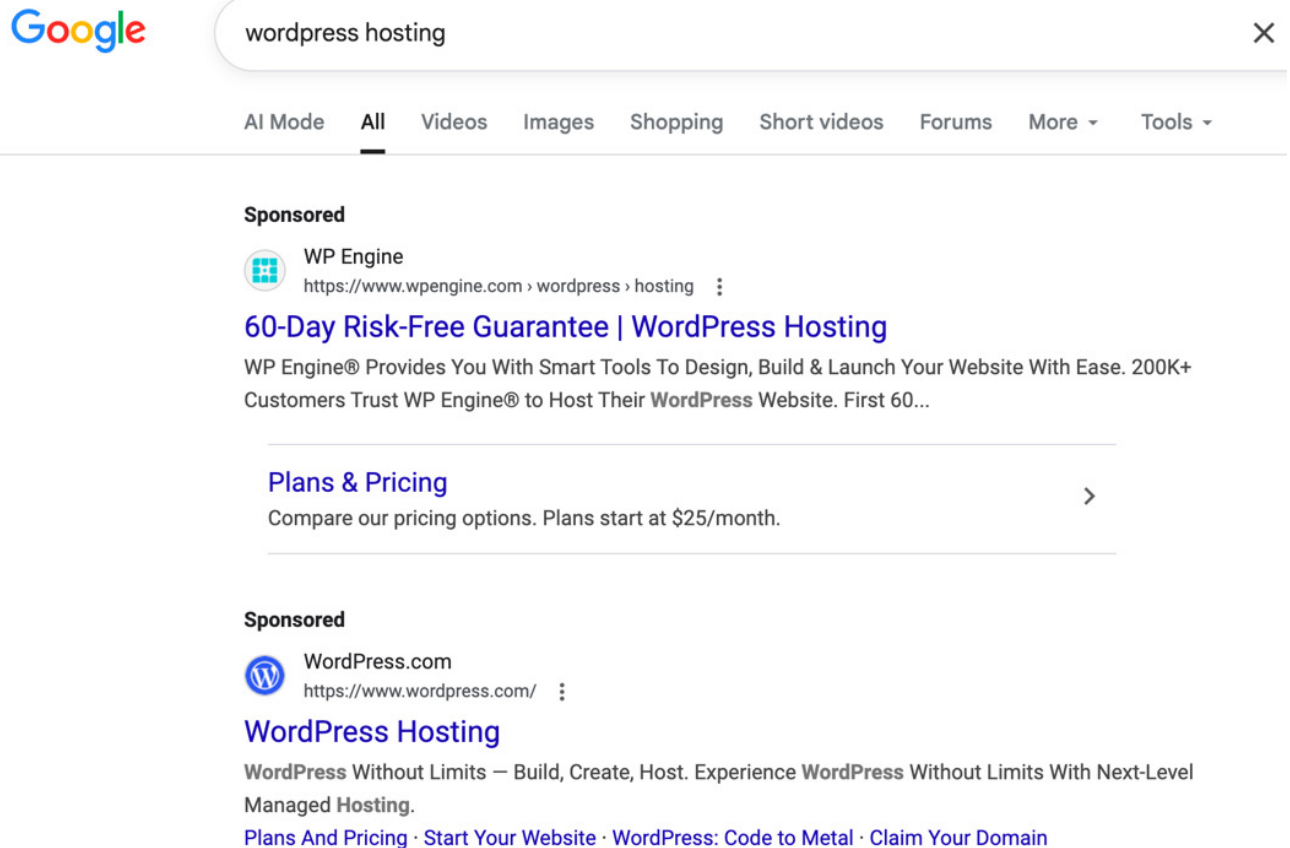 Google
wordpress hosting
AI Mode All Videos Images Shopping Short videos Forums More Tools
Sponsored
WP Engine
https://www.wpengine.com › wordpress › hosting
60-Day Risk-Free Guarantee | WordPress Hosting
WP Engine® Provides You With Smart Tools To Design, Build & Launch Your Website With Ease. 200K+
Customers Trust WP Engine® to Host Their WordPress Website. First 60...
Plans & Pricing
Compare our pricing options. Plans start at $25/month.
Sponsored
WordPress.com
https://www.wordpress.com/
WordPress Hosting
WordPress Without Limits — Build, Create, Host. Experience WordPress Without Limits With Next-Level
Managed Hosting.
Plans And Pricing · Start Your Website · WordPress: Code to Metal · Claim Your Domain